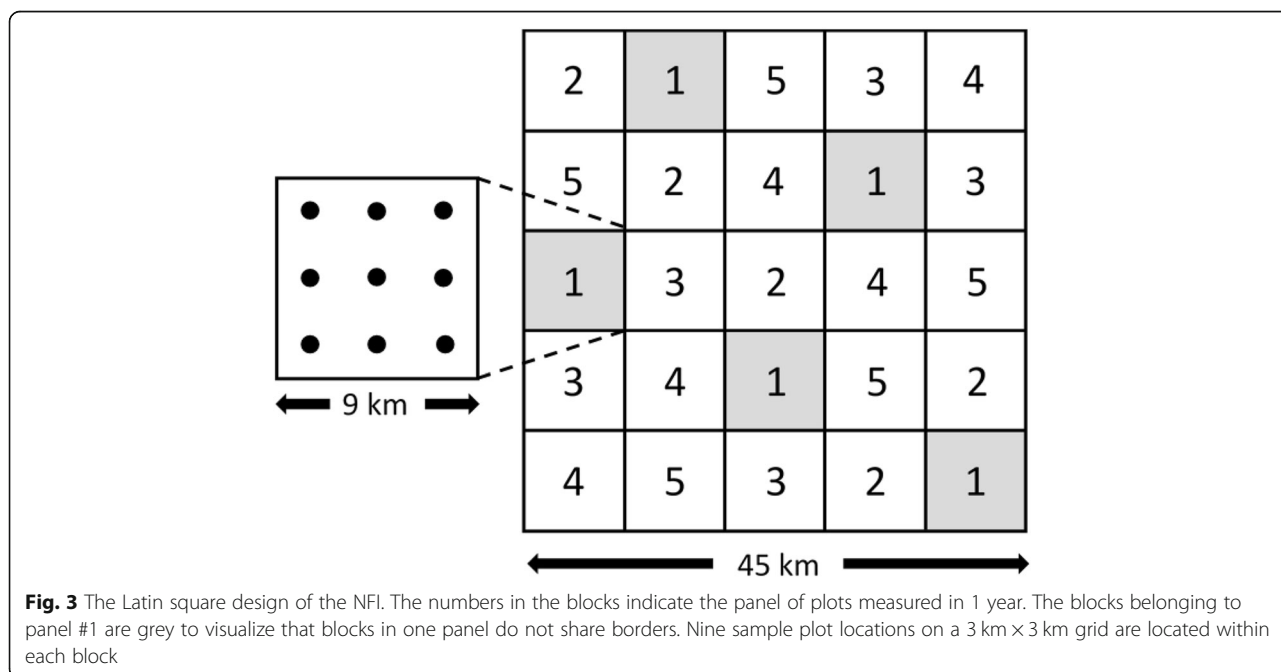 2 1 5 3 4
5 2 4 1 3
1 3 2 4 5
3 4 1 5 2
4 5 3 2 1
9 km
45 km
Fig. 3 The Latin square design of the NFI. The numbers in the blocks indicate the panel of plots measured in 1 year. The blocks belonging to
panel #1 are grey to visualize that blocks in one panel do not share borders. Nine sample plot locations on a 3 km × 3 km grid are located within
each block